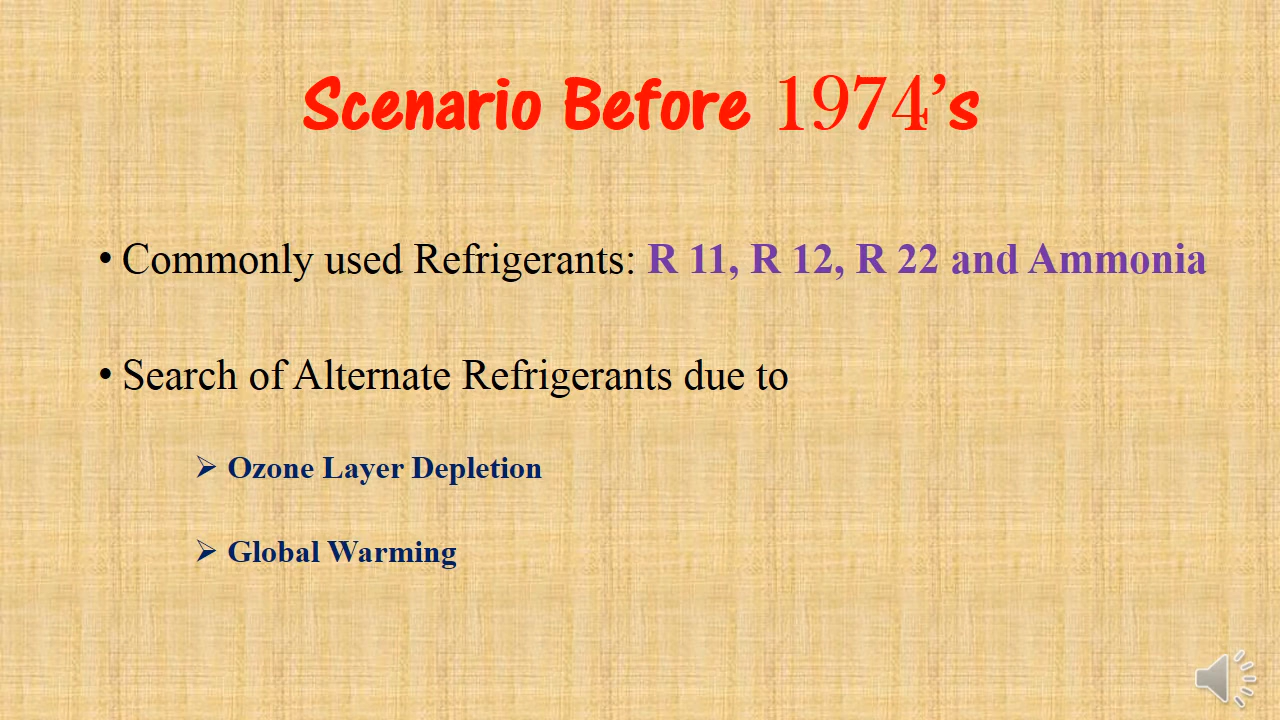 Scenario Before 1974’s
• Commonly used Refrigerants: R 11, R 12, R 22 and Ammonia
• Search of Alternate Refrigerants due to
➢ Ozone Layer Depletion
➢ Global Warming